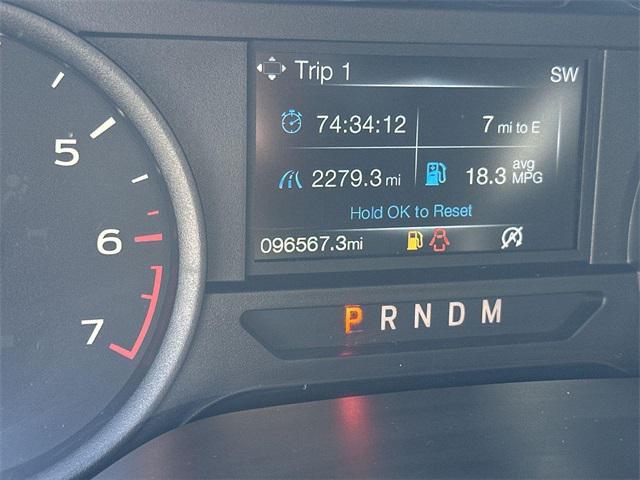 Trip 1
SW
74:34:12
7 mi to E
2279.3 mi
18.3 avg MPG
Hold OK to Reset
096567.3mi
5
6
7
P R N D M